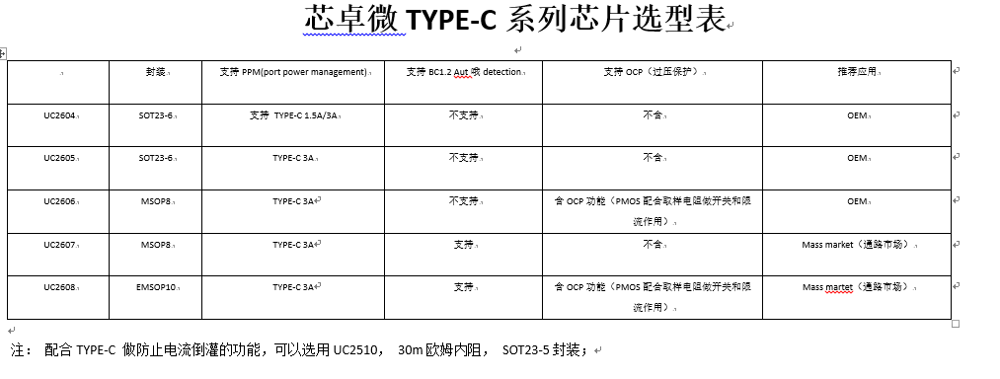 芯卓微 TYPE-C 系列芯片选型表
封装 支持 PPM(port power management) 支持 BC1.2 Aut 哦 detection 支持 OCP（过压保护） 推荐应用
UC2604 SOT23-6 支持 TYPE-C 1.5A/3A 不支持 不含 OEM
UC2605 SOT23-6 TYPE-C 3A 不支持 不含 OEM
UC2606 MSOP8 TYPE-C 3A 不支持 含 OCP 功能（PMOS 配合取样电阻做开关和限 OEM
流作用）
UC2607 MSOP8 TYPE-C 3A 支持 不含 Mass market（通路市场）
UC2608 EMSOP10 TYPE-C 3A 支持 含 OCP 功能（PMOS 配合取样电阻做开关和限 Mass martet（通路市场）
流作用）
注： 配合 TYPE-C 做防止电流倒灌的功能，可以选用 UC2510， 30m 欧姆内阻， SOT23-5 封装；